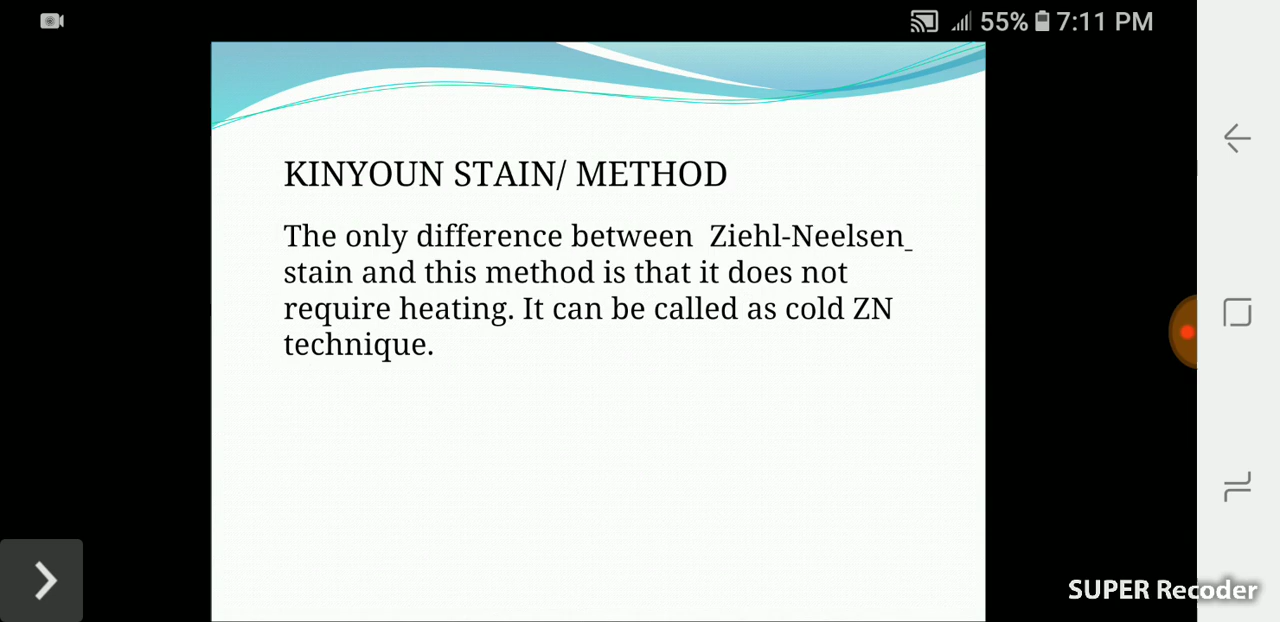 55% 7:11 PM
KINYOUN STAIN/ METHOD
The only difference between  Ziehl-Neelsen_
stain and this method is that it does not
require heating. It can be called as cold ZN
technique.
SUPER Recoder